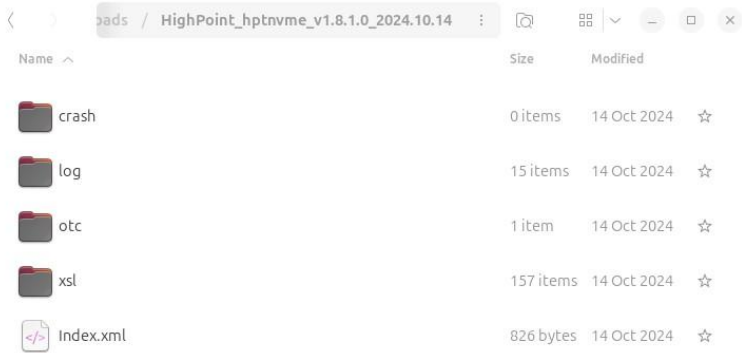 pads / HighPoint_hptnvme_v1.8.1.0_2024.10.14
Name Size Modified
crash 0 items 14 Oct 2024
log 15 items 14 Oct 2024
otc 1 item 14 Oct 2024
xsl 157 items 14 Oct 2024
</> Index.xml 826 bytes 14 Oct 2024